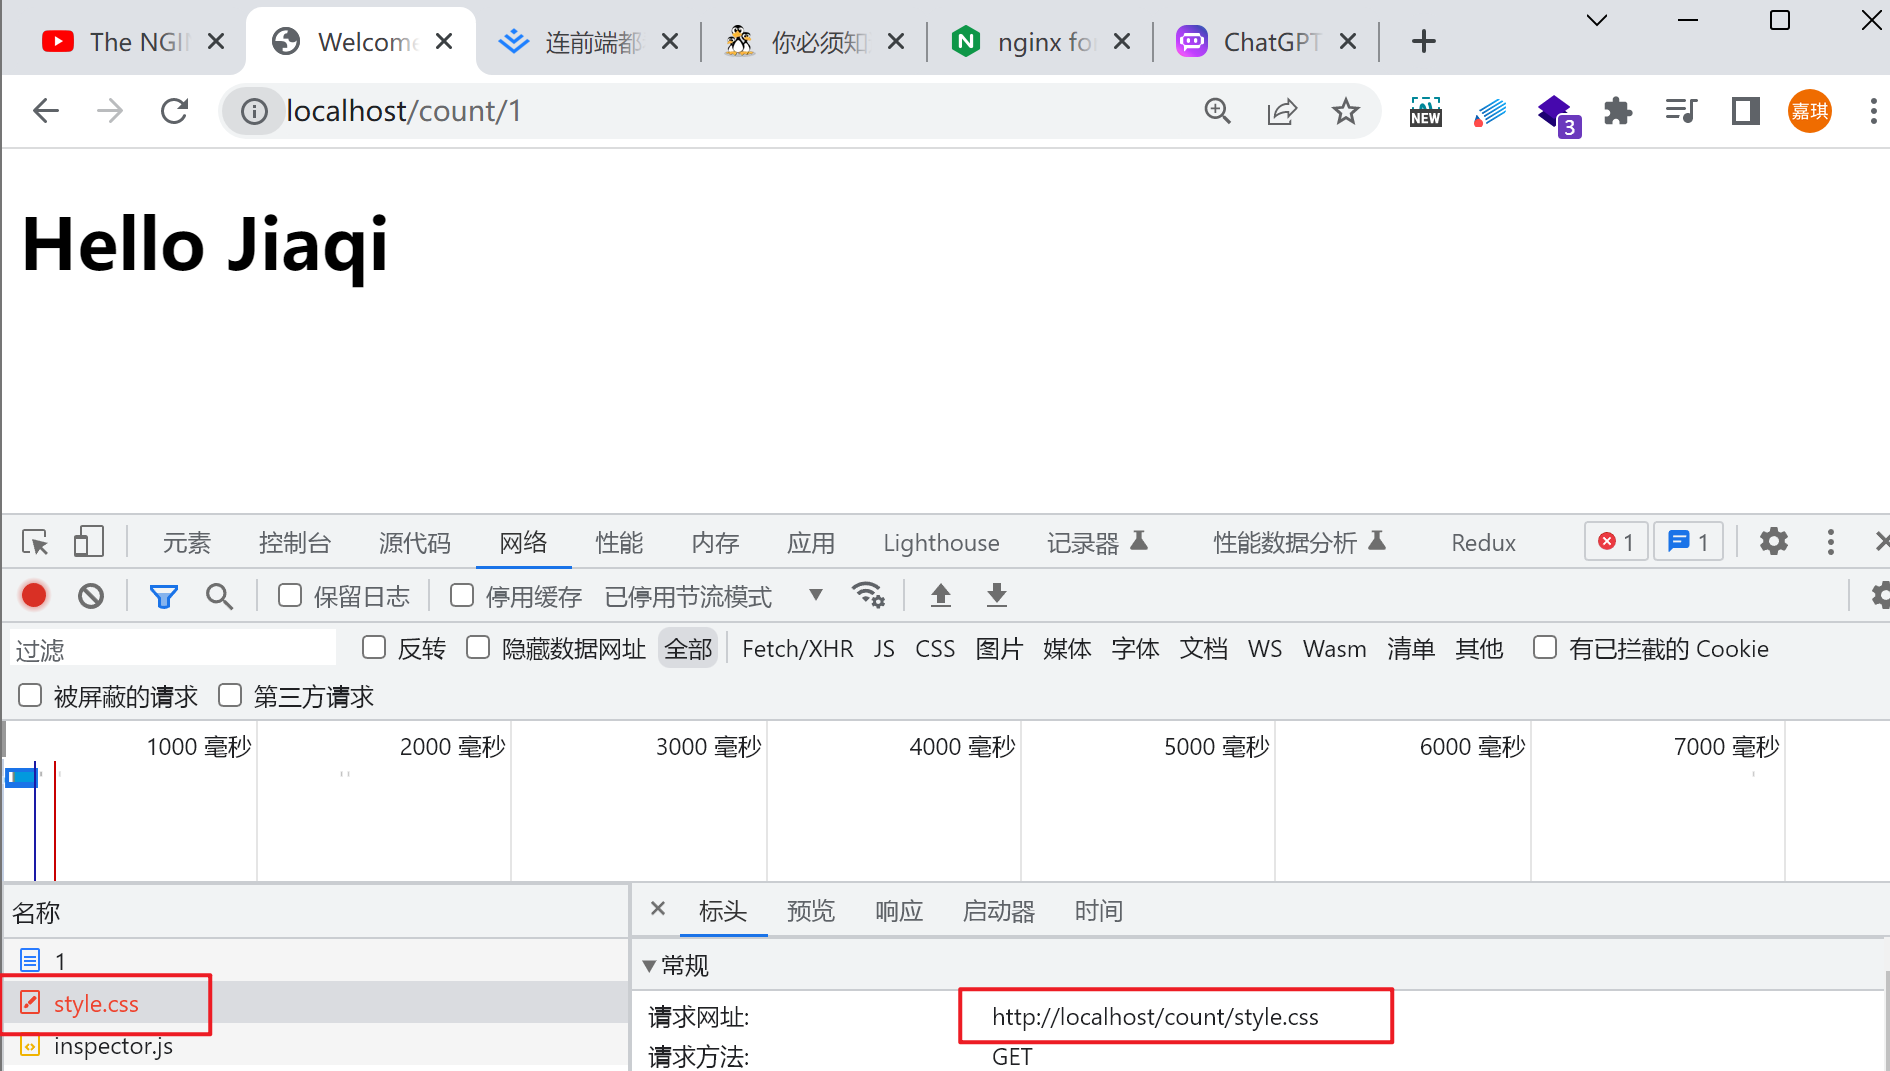 The NGIN
Welcome
连前端都
你必须知
nginx for
ChatGPT
localhost/count/1
NEW
3
嘉琪
Hello Jiaqi
元素 控制台 源代码 网络 性能 内存 应用 Lighthouse 记录器 性能数据分析 Redux 1 1
保留日志 停用缓存 已停用节流模式
过滤 反转 隐藏数据网址 全部 Fetch/XHR JS CSS 图片 媒体 字体 文档 WS Wasm 清单 其他 有已拦截的 Cookie
被屏蔽的请求 第三方请求
1000 毫秒 2000 毫秒 3000 毫秒 4000 毫秒 5000 毫秒 6000 毫秒 7000 毫秒
名称
1
style.css
inspector.js
标头 预览 响应 启动器 时间
常规
请求网址: http://localhost/count/style.css
请求方法: GET